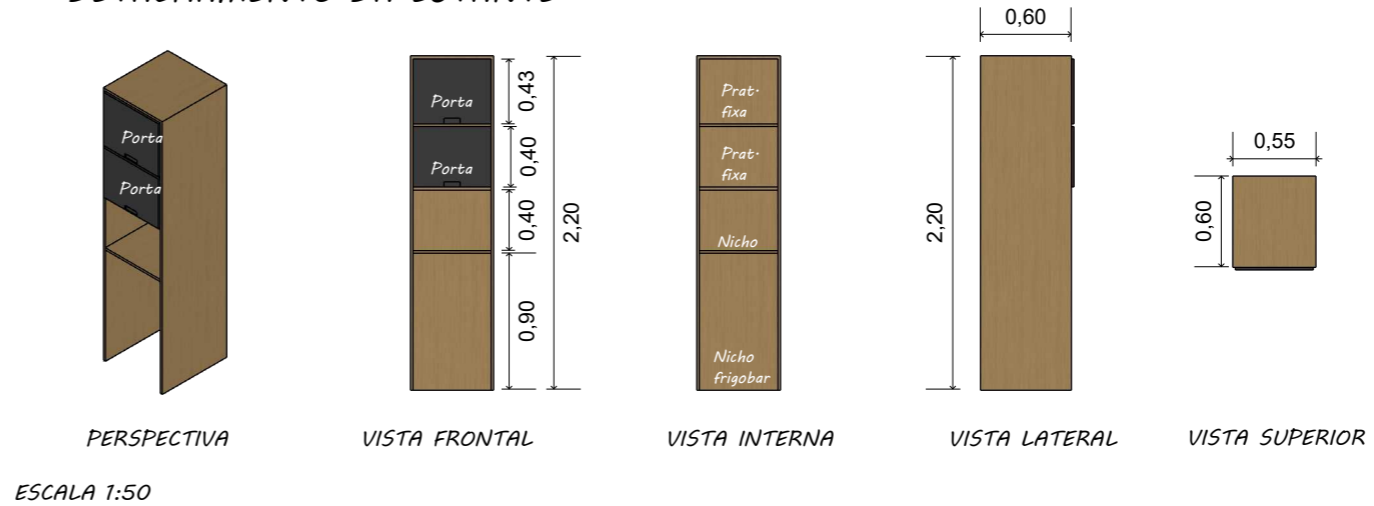 0,60
Porta
Porta
Porta
Porta
0,43
0,40
0,40
0,90
2,20
Prat.
fixa
Prat.
fixa
Nicho
Nicho
frigobar
2,20
0,55
0,60
PERSPECTIVA
VISTA FRONTAL
VISTA INTERNA
VISTA LATERAL
VISTA SUPERIOR
ESCALA 1:50